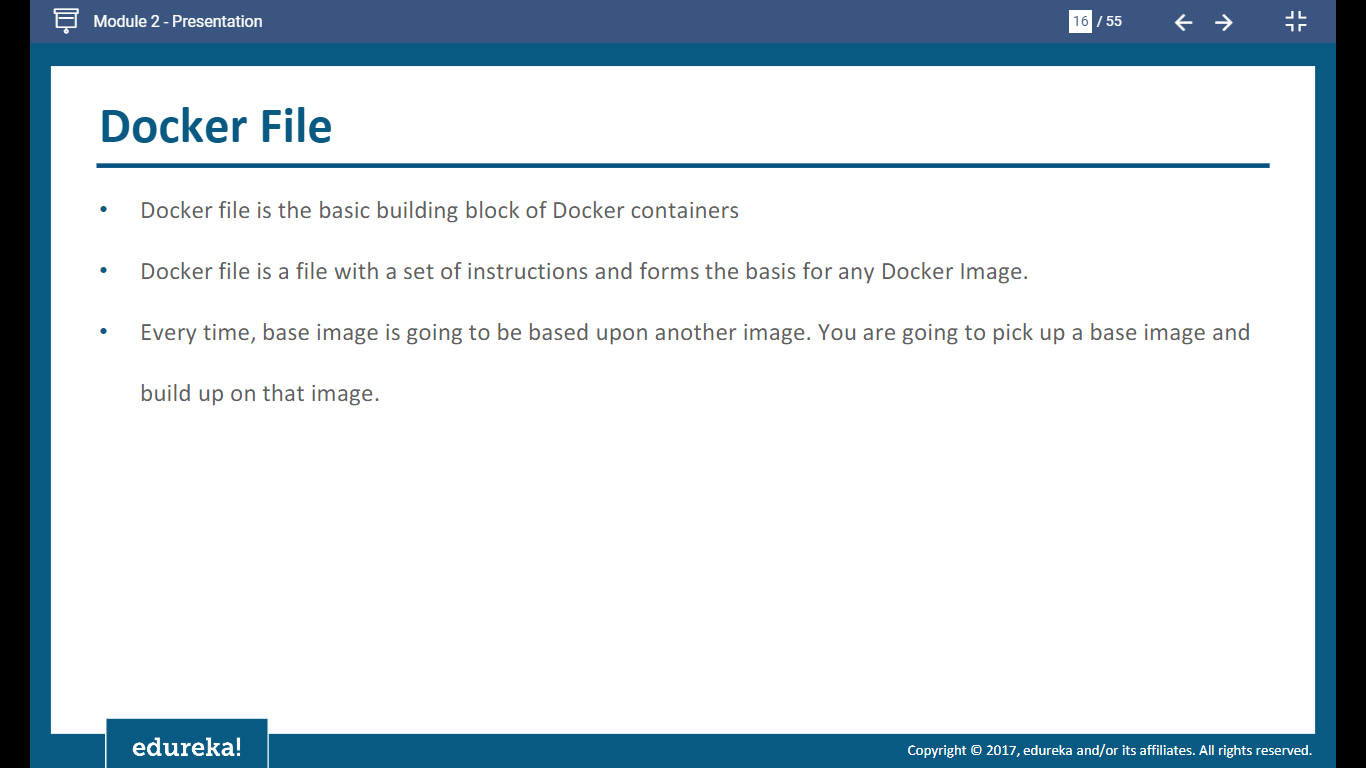 Module 2 - Presentation
16 / 55
Docker File
• Docker file is the basic building block of Docker containers
• Docker file is a file with a set of instructions and forms the basis for any Docker Image.
• Every time, base image is going to be based upon another image. You are going to pick up a base image and
build up on that image.
edureka!
Copyright © 2017, edureka and/or its affiliates. All rights reserved.